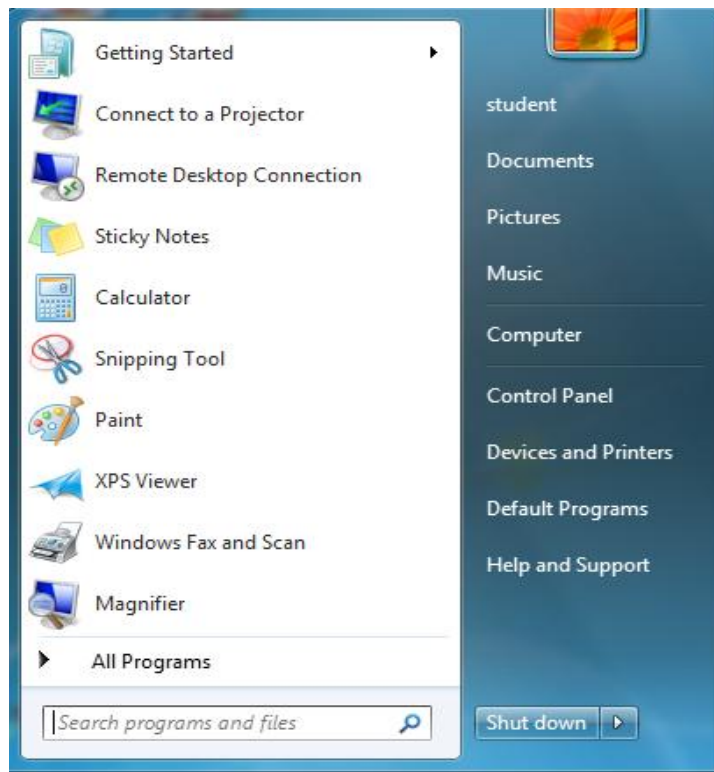 Getting Started
Connect to a Projector
Remote Desktop Connection
Sticky Notes
Calculator
Snipping Tool
Paint
XPS Viewer
Windows Fax and Scan
Magnifier
All Programs
Search programs and files
student
Documents
Pictures
Music
Computer
Control Panel
Devices and Printers
Default Programs
Help and Support
Shut down